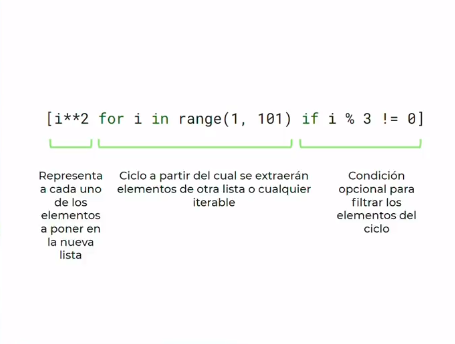 [i**2 for i in range(1, 101) if i % 3 != 0]
Representa
a cada uno
de los
elementos
a poner en
la nueva
lista
Ciclo a partir del cual se extraerán
elementos de otra lista o cualquier
iterable
Condición
opcional para
filtrar los
elementos del
ciclo